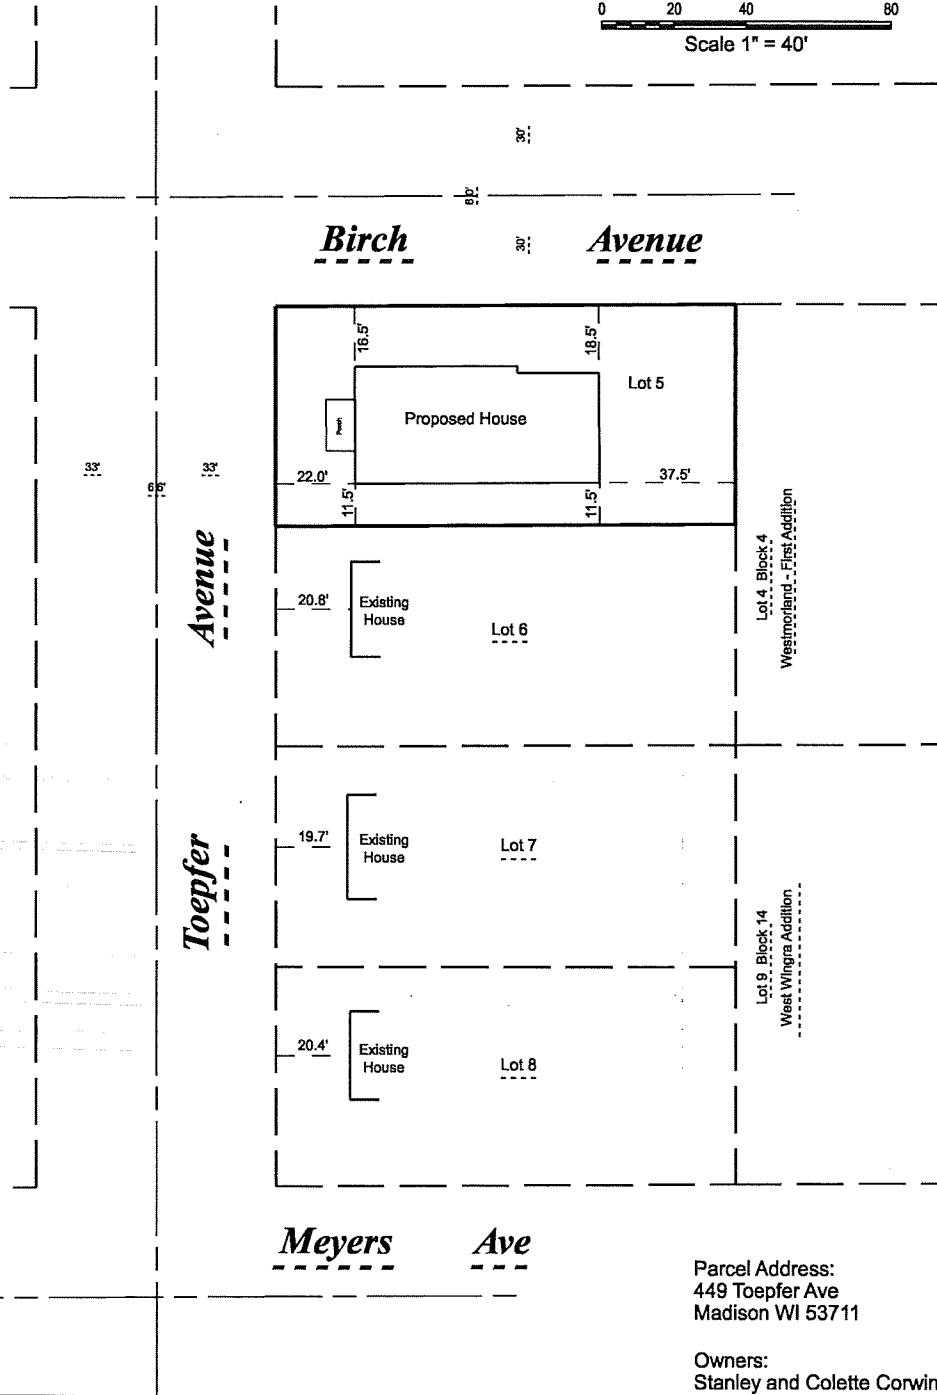 0 20 40 80
Scale 1" = 40'
30'
60'
Birch Avenue
30'
16.5'
18.5'
Lot 5
Proposed House
Porch
33'
33'
66'
22.0'
37.5'
11.5'
11.5'
Avenue
Toepfer
20.8'
Existing
House
Lot 6
Lot 4 Block 4
Westmorland - First Addition
19.7'
Existing
House
Lot 7
Lot 9 Block 14
West Wingra Addition
20.4'
Existing
House
Lot 8
Meyers Ave
Parcel Address:
449 Toepfer Ave
Madison WI 53711
Owners:
Stanley and Colette Corwin